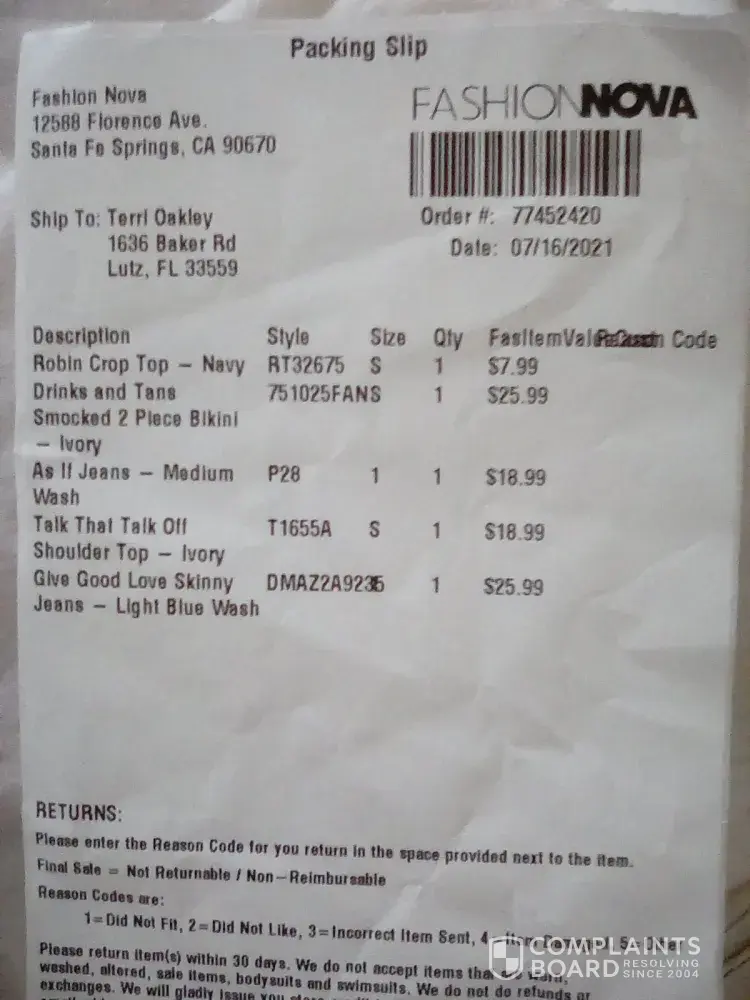 Packing Slip
Fashion Nova
12588 Florence Ave.
Santa Fe Springs, CA 90670
FASHIONNOVA
Ship To: Terri Oakley
1636 Baker Rd
Lutz, FL 33559
Order #: 77452420
Date: 07/16/2021
Description Style Size Qty Code
Robin Crop Top – Navy RT32675 S 1 $7.99
Drinks and Tans 751025FANS 1 $25.99
Smocked 2 Piece Bikini
– Ivory
As If Jeans – Medium P28 1 1 $18.99
Wash
Talk That Talk Off T1655A S 1 $18.99
Shoulder Top – Ivory
Give Good Love Skinny 1 $25.99
Jeans – Light Blue Wash
RETURNS:
Please enter the Reason Code for you return in the space provided next to the item.
Final Sale = Not Returnable / Non–Reimbursable
Reason Codes are:
1=Did Not Fit, 2=Did Not Like, 3=Incorrect Item Sent,
Please return item(s) within 30 days. We do not accept items
washed, altered, sale items, bodysuits and swimsuits. We do not do refunds or
exchanges. We will gladly issue you
COMPLAINTS
BOARD RESOLVING
SINCE 2004